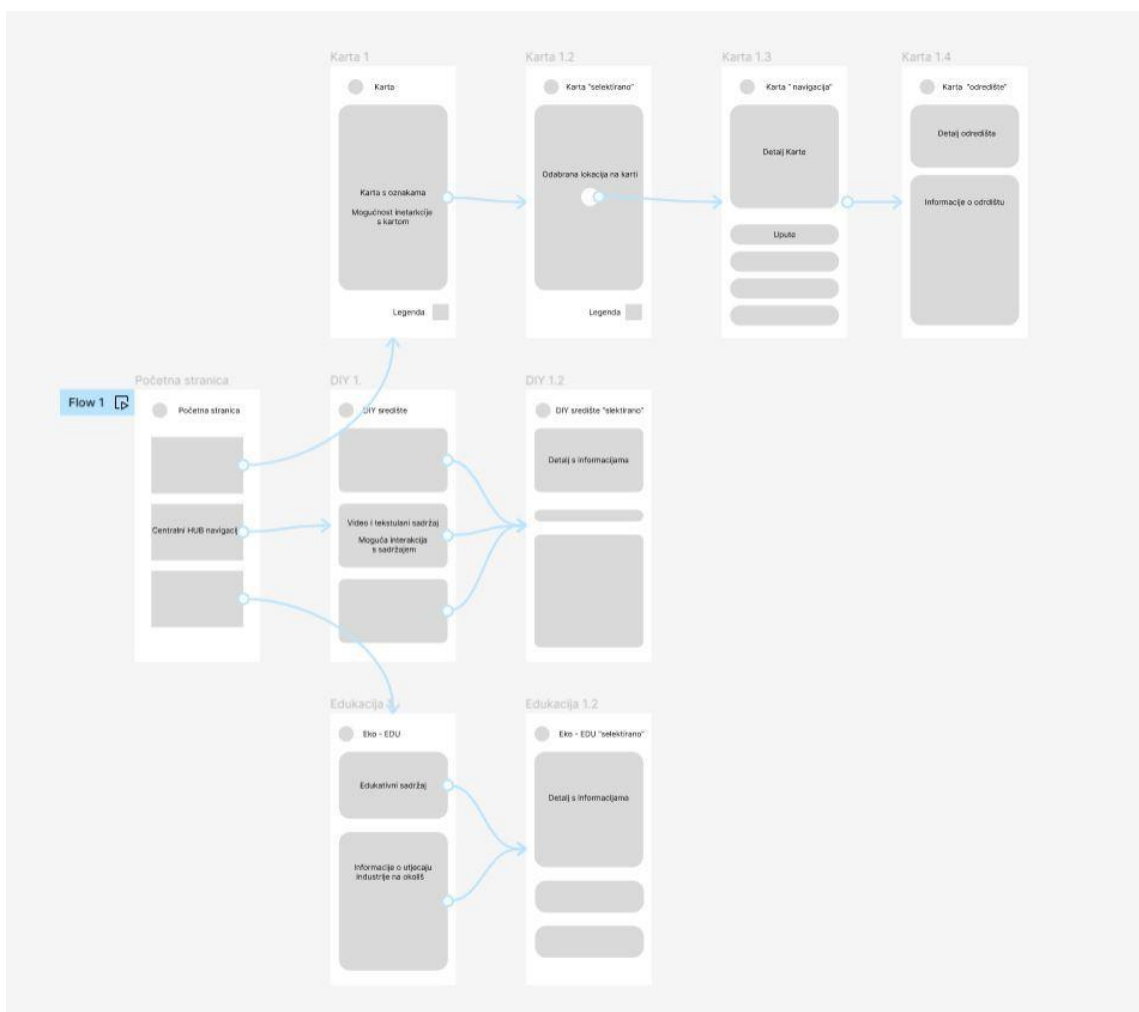 Karta 1
Karta
Karta s oznakama
Mogućnost inetarkcije
s kartom
Legenda
Karta 1.2
Karta "selektirano"
Odabrana lokacija na karti
Legenda
Karta 1.3
Karta " navigacija"
Detalj Karte
Upute
Karta 1.4
Karta "odredište"
Detalj odredišta
Informacije o odrdištu
Flow 1
Početna stranica
Početna stranica
Centralni HUB navigacij
DIY 1.
DIY središte
Video i tekstulani sadržaj
Moguća interakcija
s sadržajem
DIY 1.2
DIY središte "slektirano"
Detalj s informacijama
Edukacija
Eko - EDU
Edukativni sadržaj
Informacije o utjecaju
industrije na okoliš
Edukacija 1.2
Eko - EDU "selektirano"
Detalj s informacijama